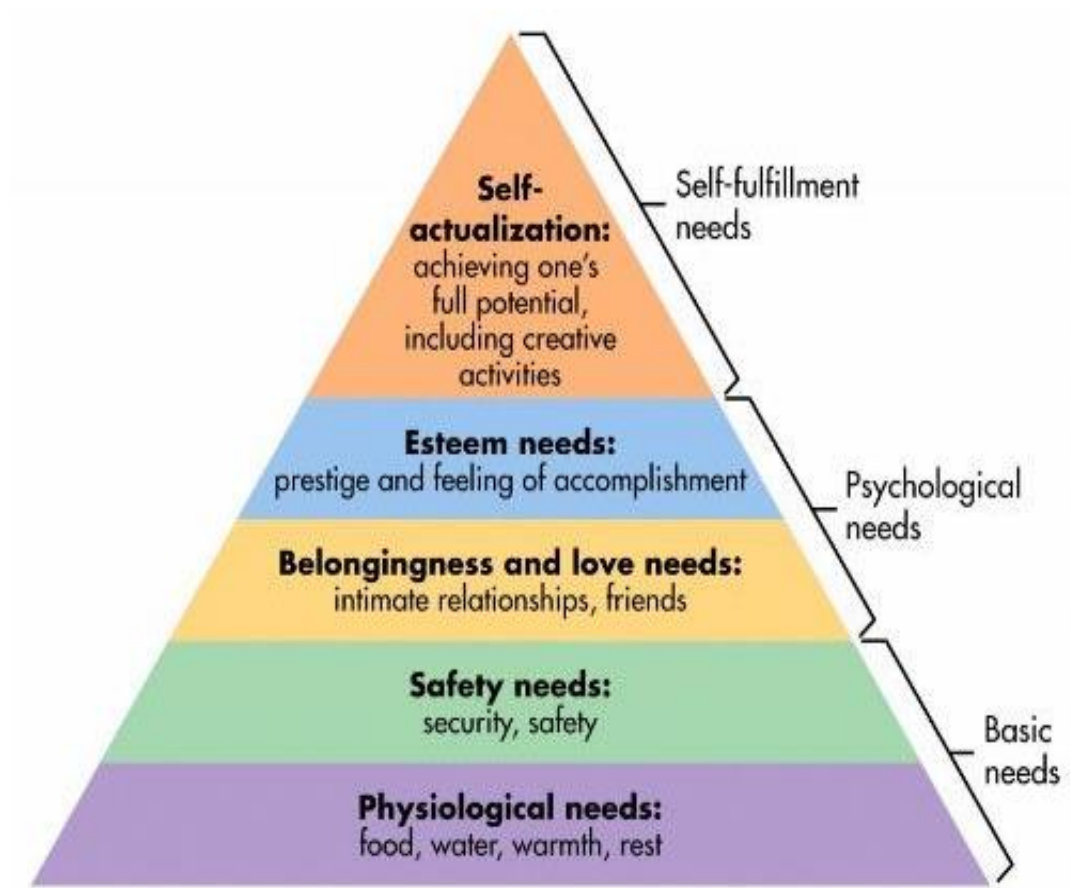 Self-
actualization:
achieving one's
full potential,
including creative
activities
Self-fulfillment
needs
Esteem needs:
prestige and feeling of accomplishment
Psychological
needs
Belongingness and love needs:
intimate relationships, friends
Safety needs:
security, safety
Basic
needs
Physiological needs:
food, water, warmth, rest